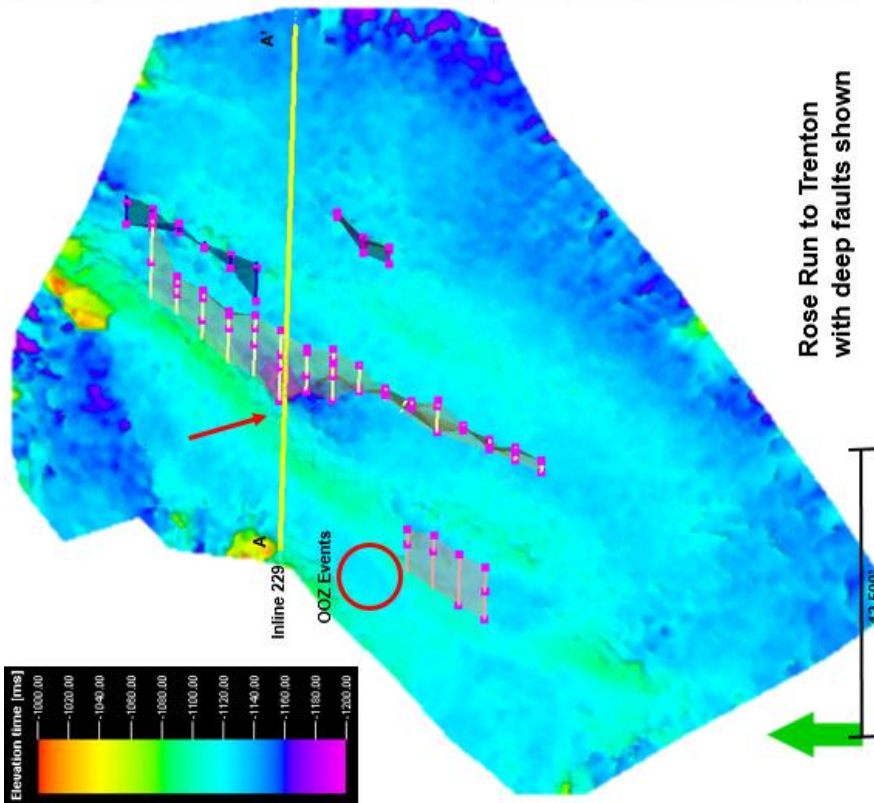 Elevation time [ms]
-1000.00
-1020.00
-1040.00
-1060.00
-1080.00
-1100.00
-1120.00
-1140.00
-1160.00
-1180.00
-1200.00
A
A'
Inline 229
OOZ Events
Rose Run to Trenton
with deep faults shown